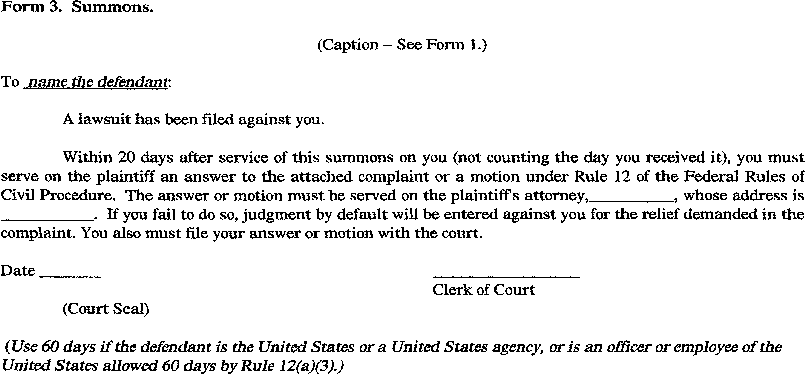 Form 3. Summons.
(Caption – See Form 1.)
To name the defendant:
A lawsuit has been filed against you.
Within 20 days after service of this summons on you (not counting the day you received it), you must
serve on the plaintiff an answer to the attached complaint or a motion under Rule 12 of the Federal Rules of
Civil Procedure. The answer or motion must be served on the plaintiff's attorney,__________, whose address is
___________. If you fail to do so, judgment by default will be entered against you for the relief demanded in the
complaint. You also must file your answer or motion with the court.
Date _______ _________________
Clerk of Court
(Court Seal)
(Use 60 days if the defendant is the United States or a United States agency, or is an officer or employee of the
United States allowed 60 days by Rule 12(a)(3).)